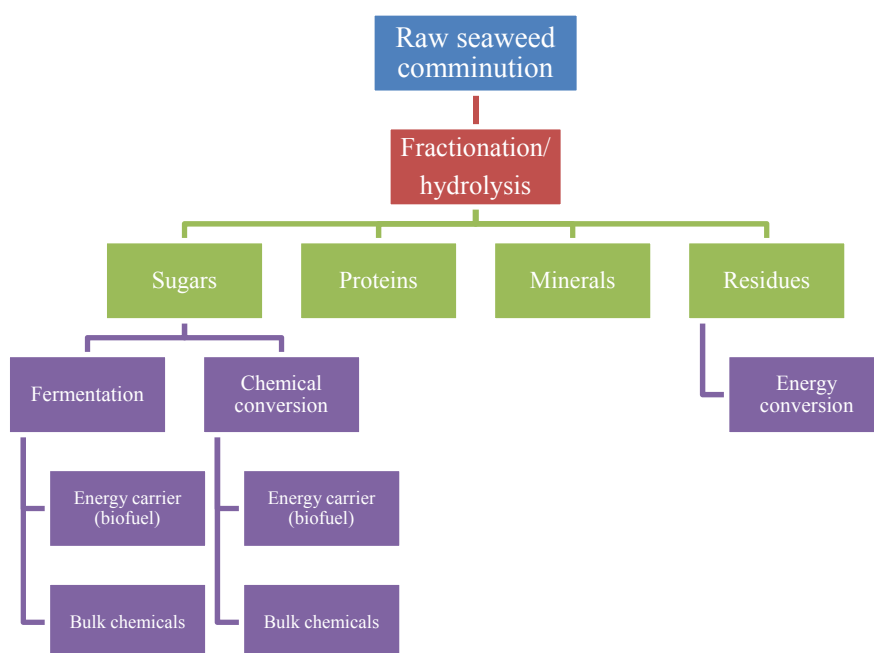 Raw seaweed
comminution
Fractionation/
hydrolysis
Sugars
Proteins
Minerals
Residues
Fermentation
Chemical
conversion
Energy
conversion
Energy carrier
(biofuel)
Energy carrier
(biofuel)
Bulk chemicals
Bulk chemicals